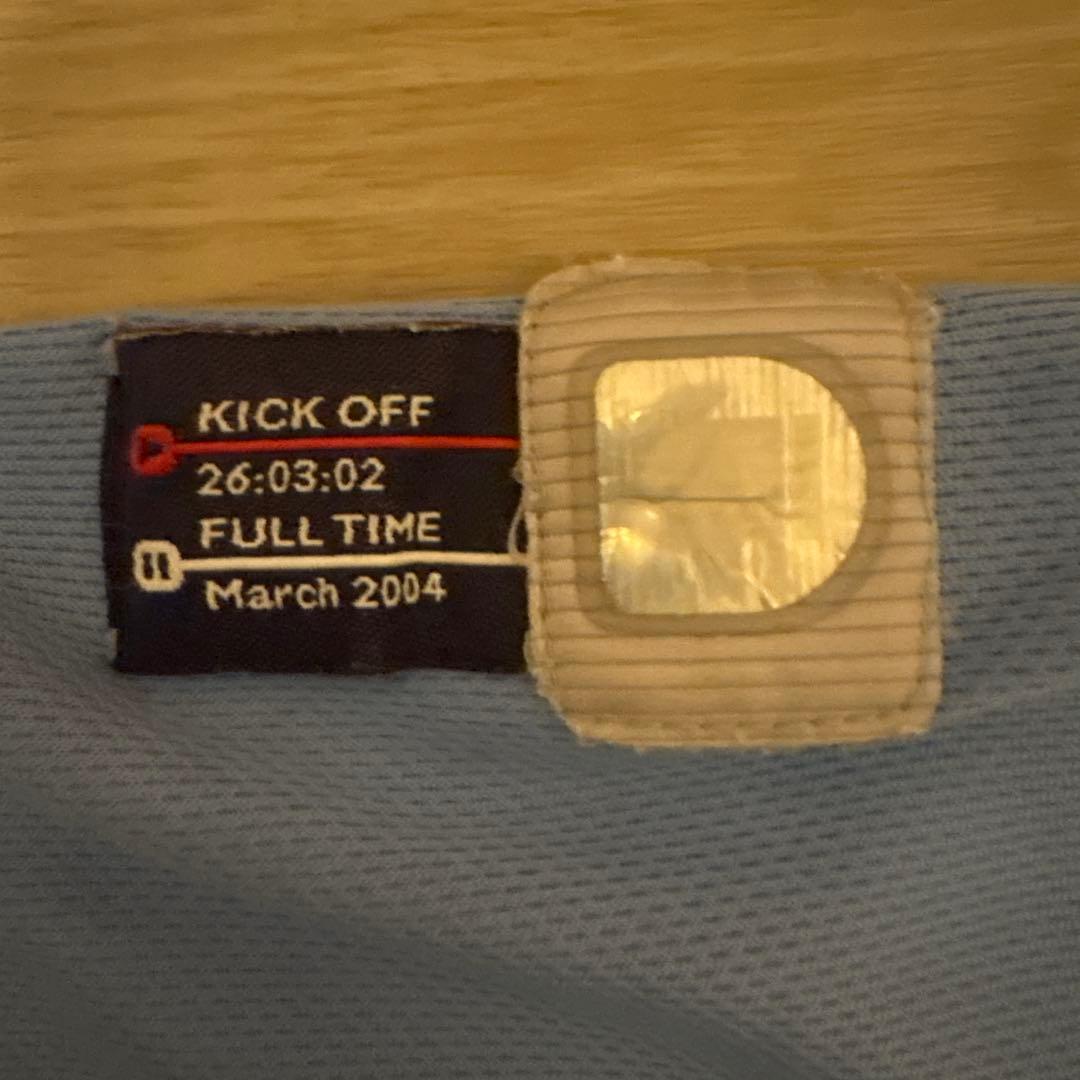 KICK OFF
26:03:02
FULL TIME
March 2004